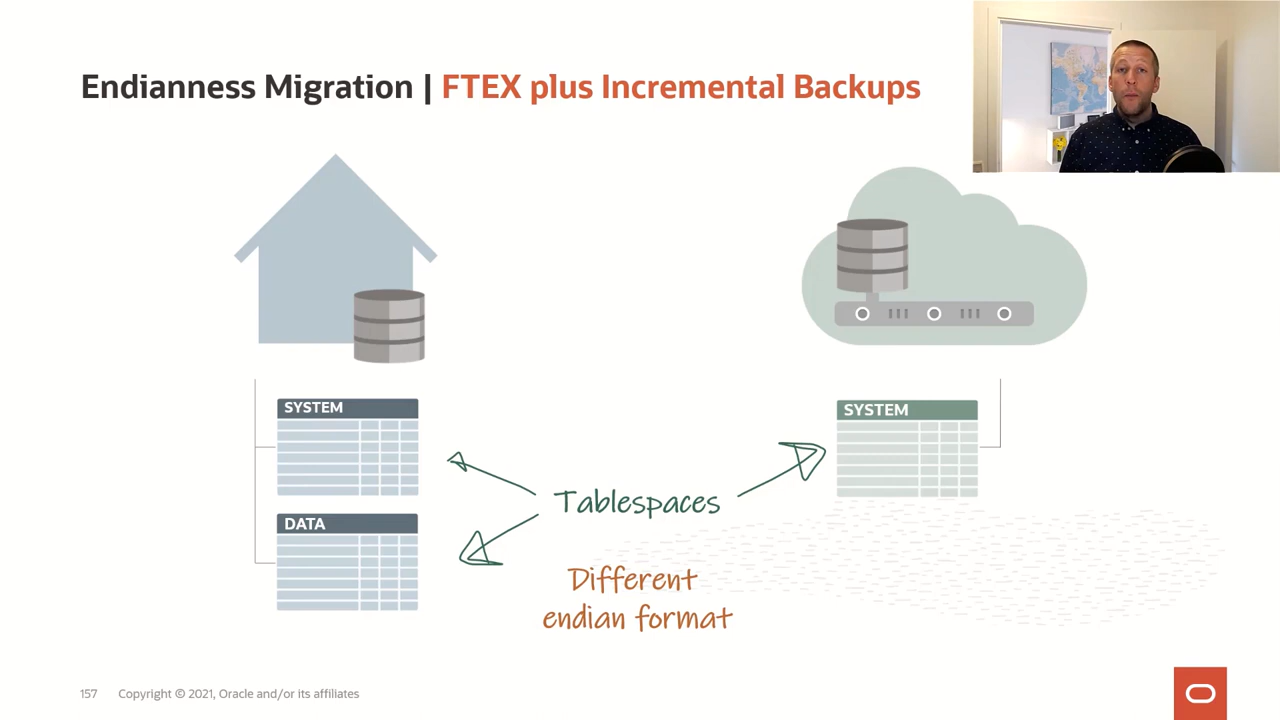 Endianness Migration | FTEX plus Incremental Backups
SYSTEM
DATA
SYSTEM
Tablespaces
Different
endian format
157 Copyright © 2021, Oracle and/or its affiliates